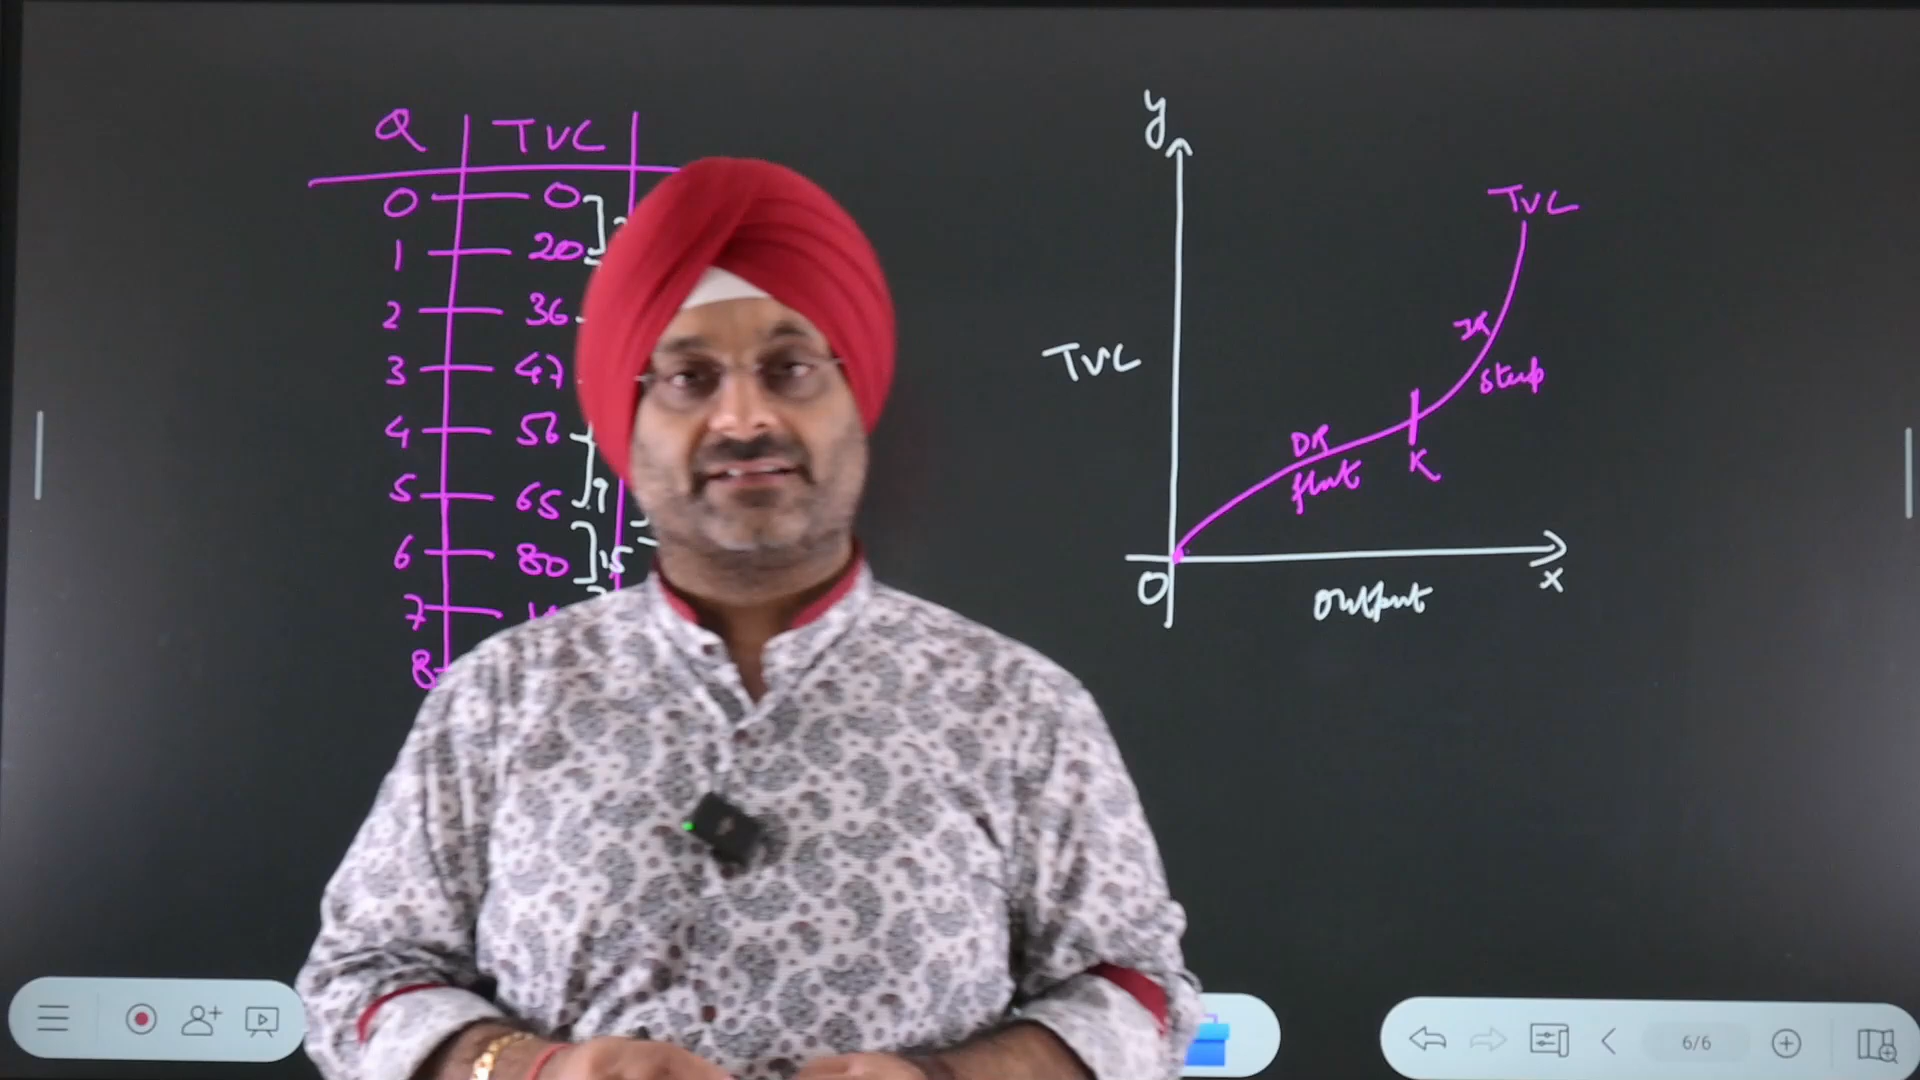 Q TVC
0 0
1 20
2 36
3 47
4 56
5 65 9
6 80 15
7
8
y
TVC
TVC
IR
steep
DR
flat
K
O
output
x
6/6